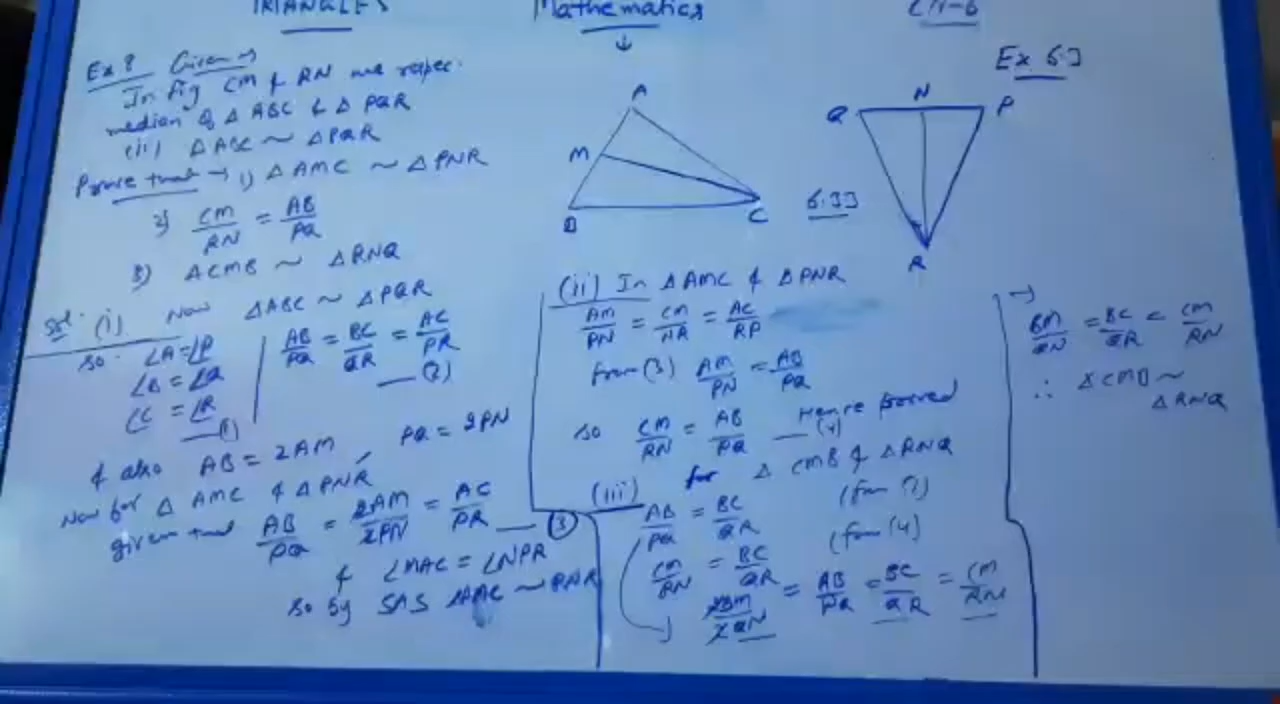 TRIANGLES
Mathematics
Ex 6.3
Ex 8 Given →
In fig CM & RN are respec.
median of △ ABC & △ PQR
(ii) △ ABC ~ △ PQR
Prove that → 1) △ AMC ~ △ PNR
2) CM/RN = AB/PQ
3) △CMB ~ △RNQ
A
M
B
C
6.33
Q
N
P
R
Sol. (i) Now △ABC ~ △PQR
so ∠A = ∠P
∠B = ∠Q
∠C = ∠R
—(1)
AB/PQ = BC/QR = AC/PR
—(2)
& also AB = 2AM, PQ = 2PN
Now for △ AMC & △PNR
given that AB/PQ = 2AM/2PN = AC/PR — (3)
& ∠MAC = ∠NPR
so by SAS AMC ~ PNR
(ii) In △AMC & △PNR
AM/PN = CM/NR = AC/RP
from (3) AM/PN = AB/PQ
so CM/RN = AB/PQ —(4) Hence proved
(iii) for △ CMB & △RNQ
AB/PQ = BC/QR
CM/RN = BC/QR (from (4)
2BM/2QN = AB/PQ = BC/QR = CM/RN
→
BM/QN = BC/QR = CM/RN
∴ △CMB ~
△RNQ